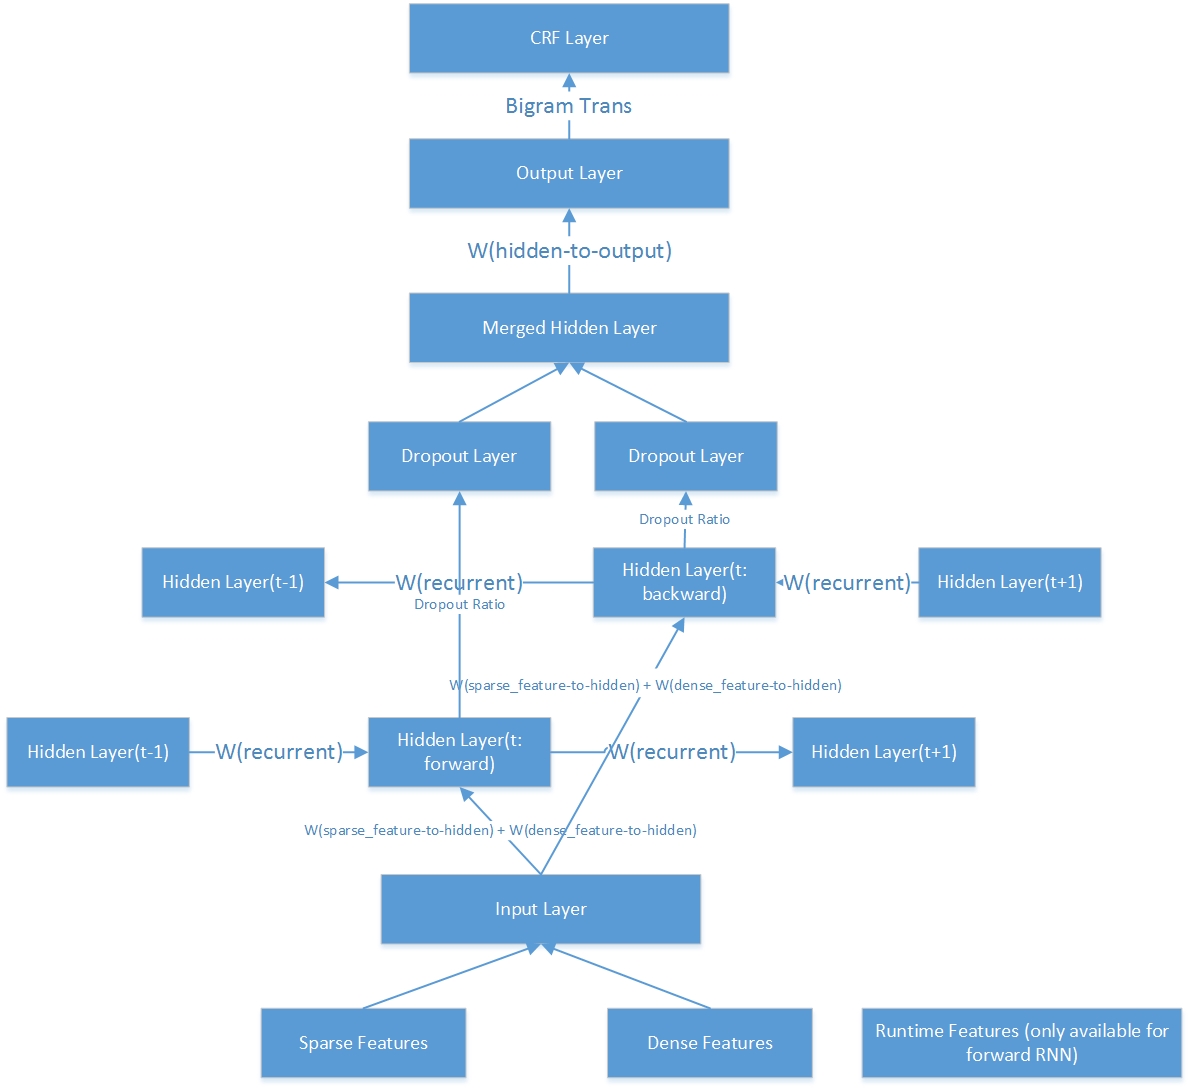 CRF Layer
Bigram Trans
Output Layer
W(hidden-to-output)
Merged Hidden Layer
Dropout Layer
Dropout Layer
Dropout Ratio
Hidden Layer(t-1)
W(recurrent)
Hidden Layer(t:
backward)
W(recurrent)
Hidden Layer(t+1)
Dropout Ratio
W(sparse_feature-to-hidden) + W(dense_feature-to-hidden)
Hidden Layer(t-1)
W(recurrent)
Hidden Layer(t:
forward)
W(recurrent)
Hidden Layer(t+1)
W(sparse_feature-to-hidden) + W(dense_feature-to-hidden)
Input Layer
Sparse Features
Dense Features
Runtime Features (only available for
forward RNN)